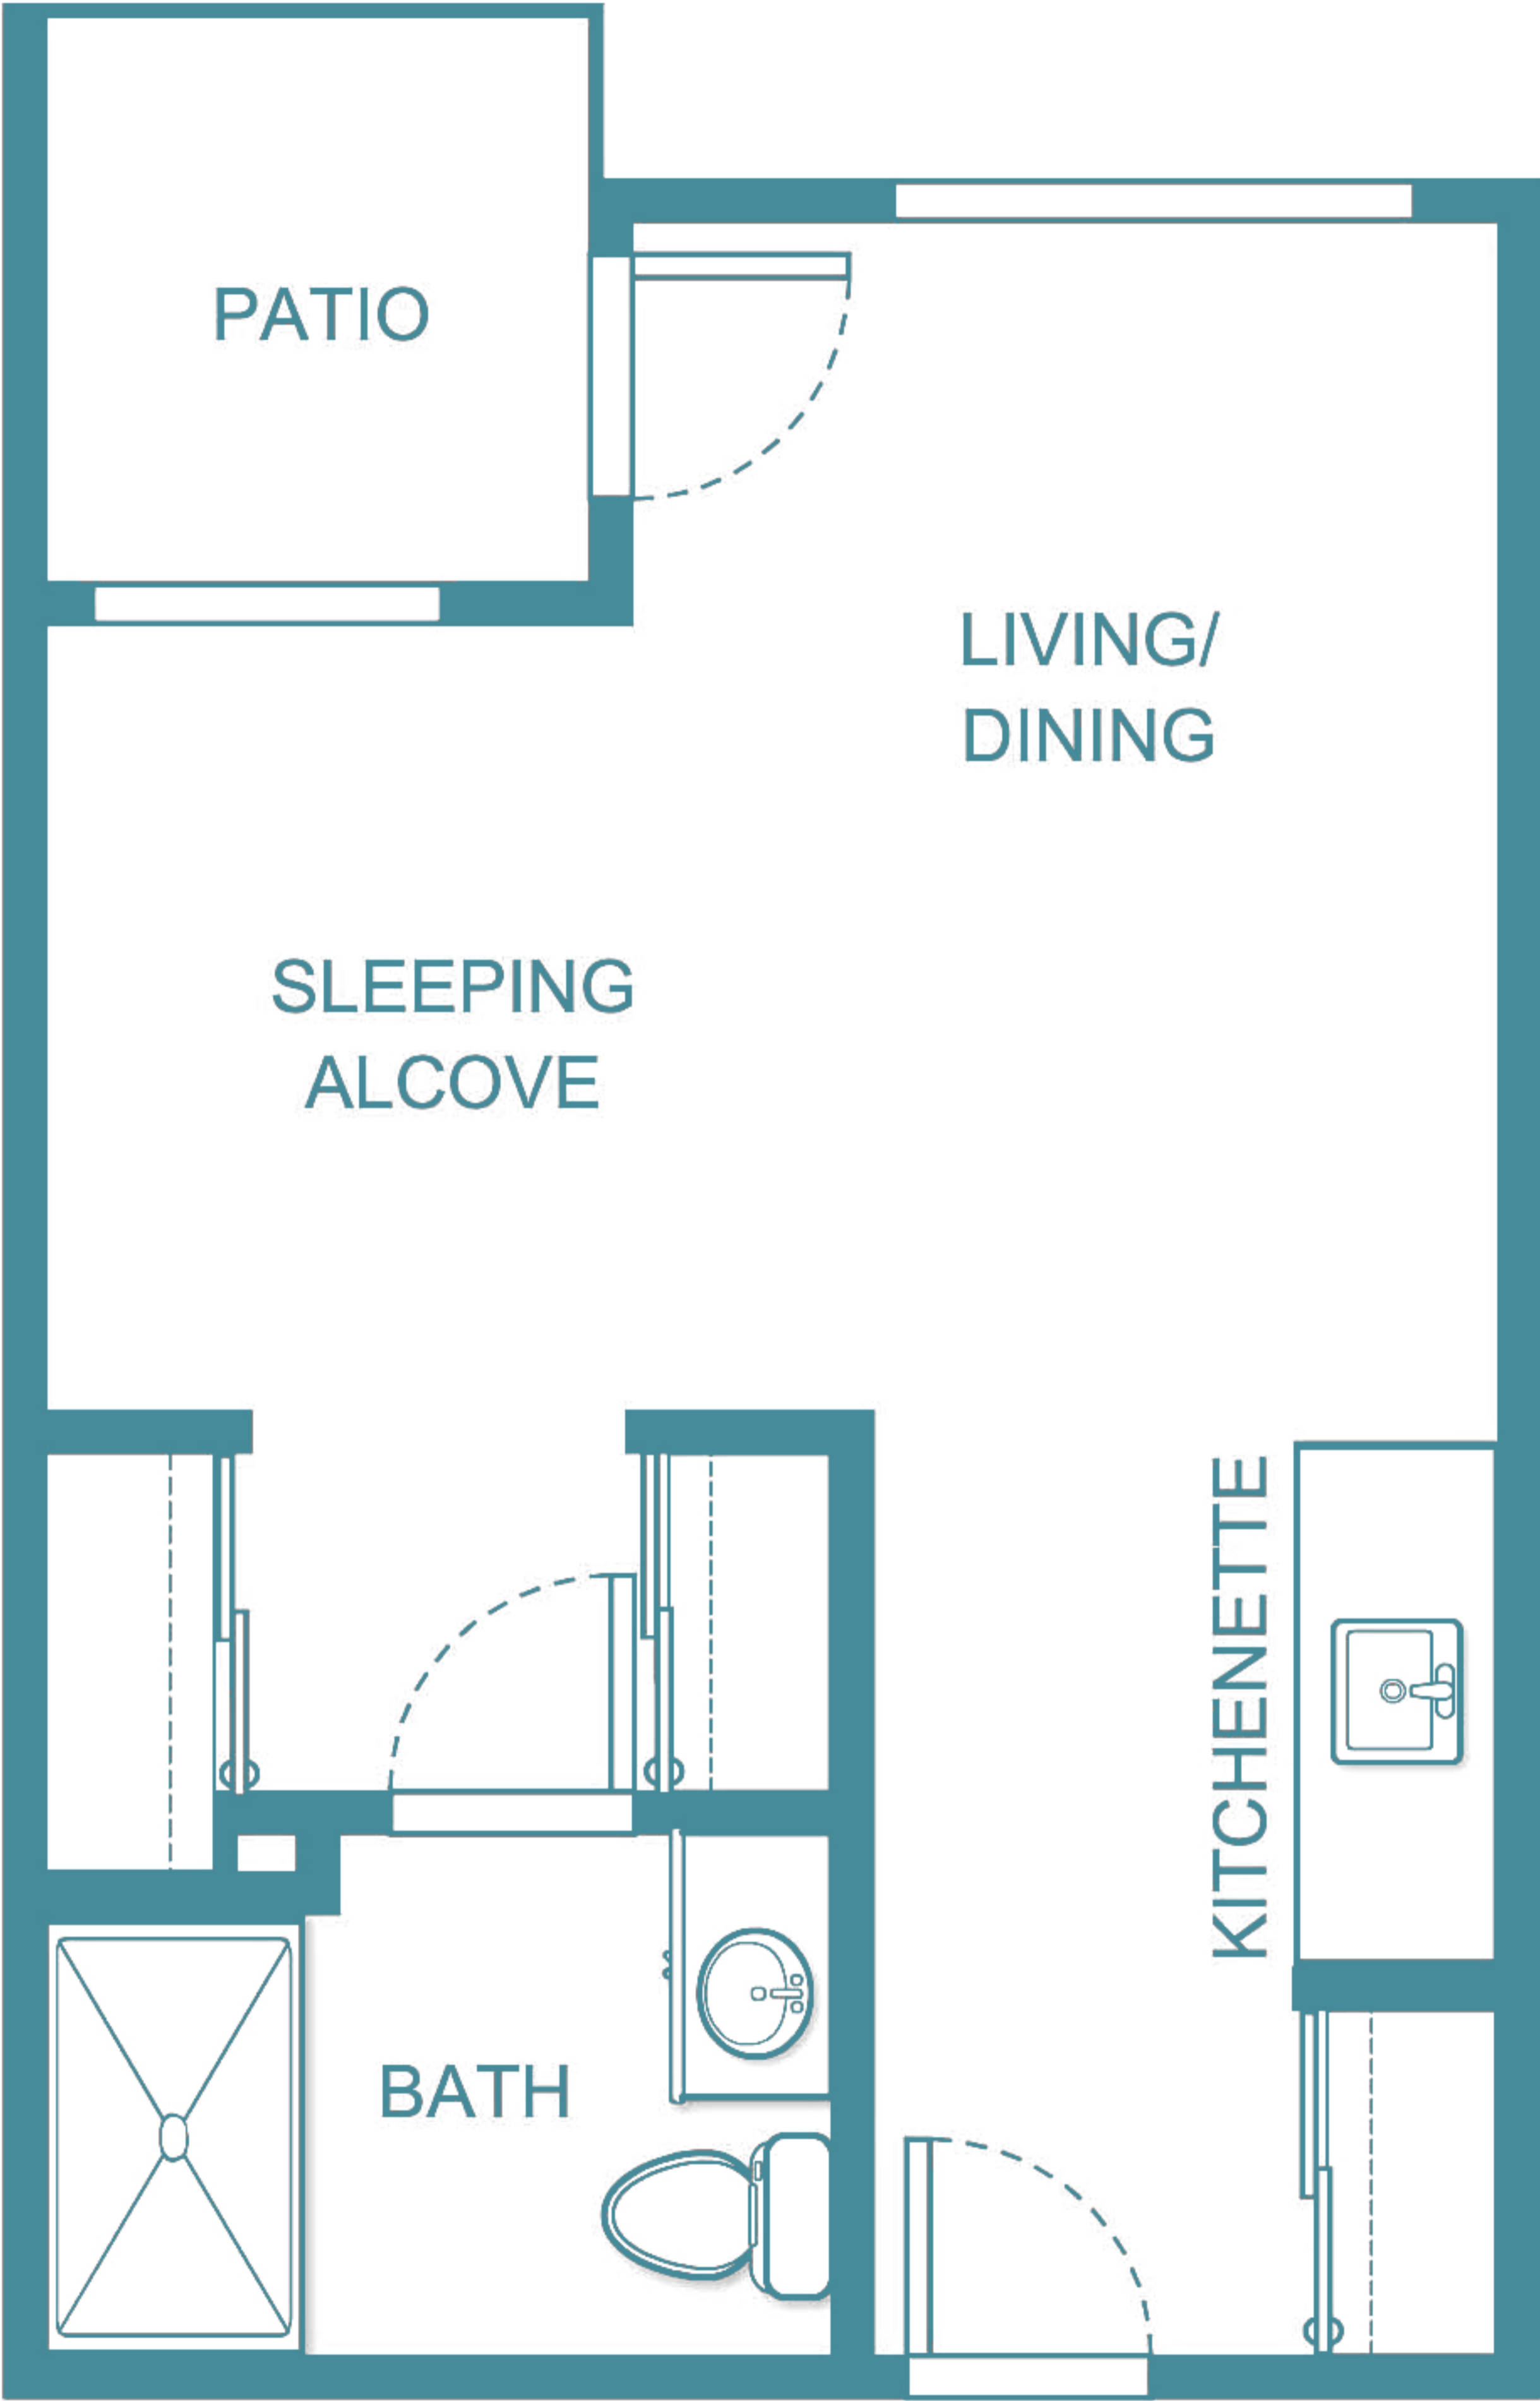 PATIO
LIVING/
DINING
SLEEPING
ALCOVE
KITCHENETTE
BATH